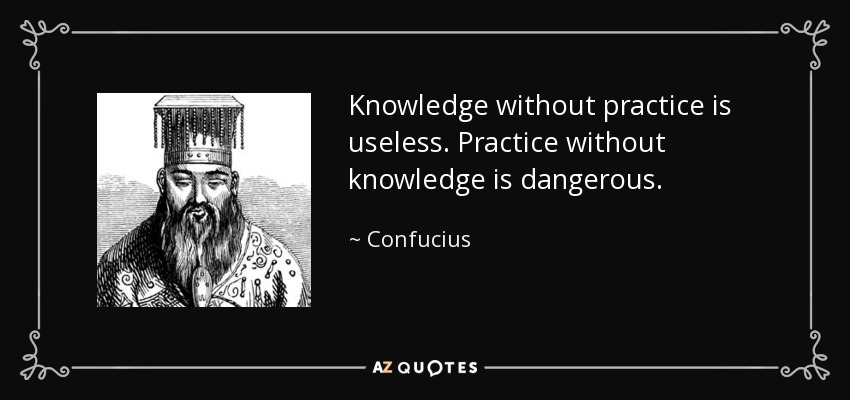 Knowledge without practice is
useless. Practice without
knowledge is dangerous.
~ Confucius
AZ QUOTES